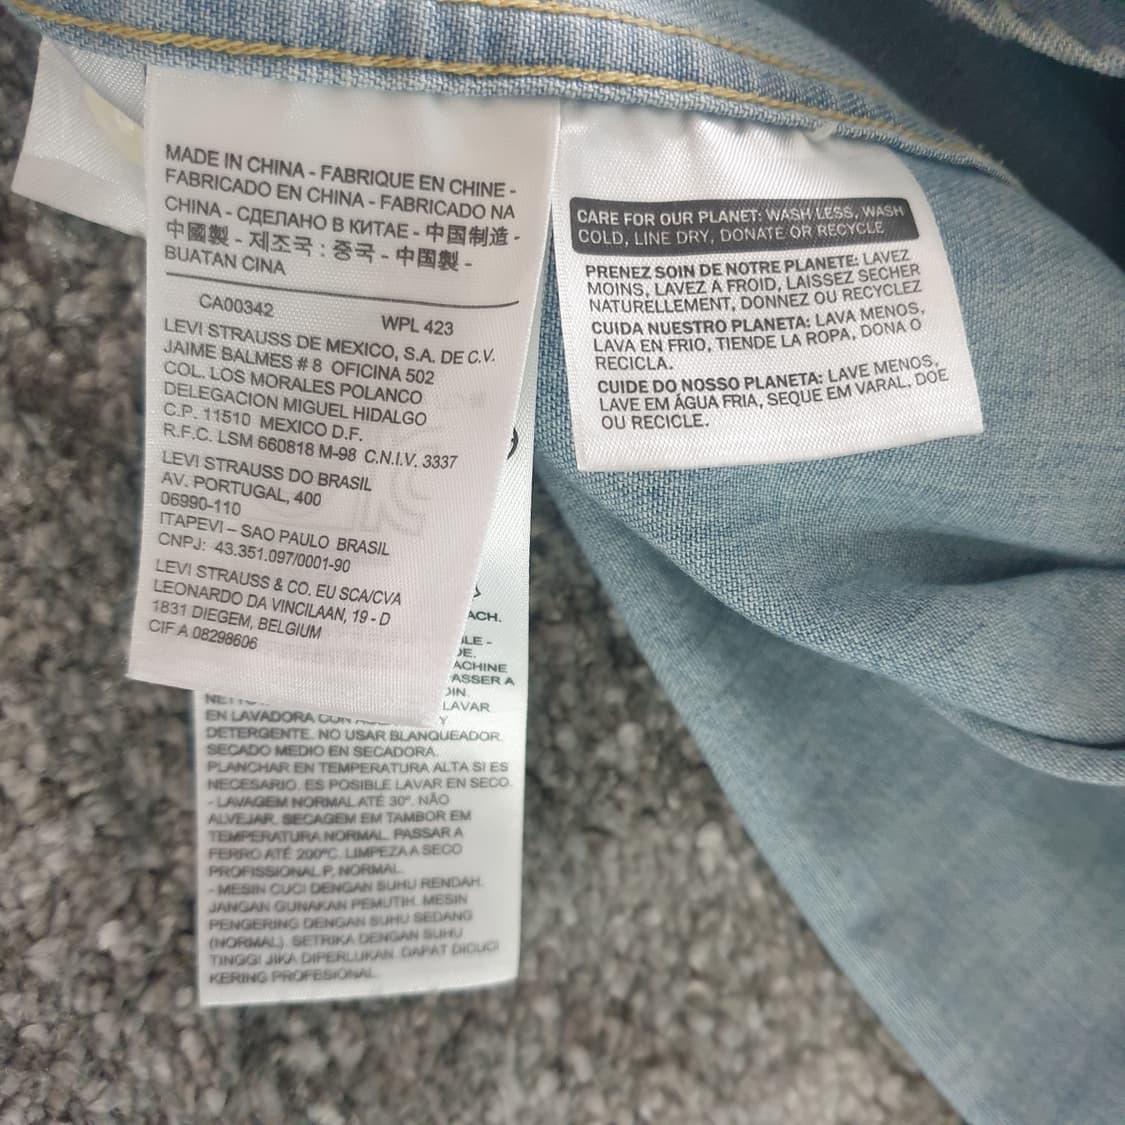 MADE IN CHINA - FABRIQUE EN CHINE -
FABRICADO EN CHINA - FABRICADO NA
CHINA - СДЕЛАНО В КИТАЕ - 中国制造 -
中國製 - 제조국 : 중국 - 中国製 -
BUATAN CINA
CA00342
WPL 423
LEVI STRAUSS DE MEXICO, S.A. DE C.V.
JAIME BALMES # 8 OFICINA 502
COL. LOS MORALES POLANCO
DELEGACION MIGUEL HIDALGO
C.P. 11510 MEXICO D.F.
R.F.C. LSM 660818 M-98 C.N.I.V. 3337
LEVI STRAUSS DO BRASIL
AV. PORTUGAL, 400
06990-110
ITAPEVI – SAO PAULO BRASIL
CNPJ: 43.351.097/0001-90
LEVI STRAUSS & CO. EU SCA/CVA
LEONARDO DA VINCILAAN, 19 - D
1831 DIEGEM, BELGIUM
CIF A 08298606
CARE FOR OUR PLANET: WASH LESS, WASH
COLD, LINE DRY, DONATE OR RECYCLE
PRENEZ SOIN DE NOTRE PLANETE: LAVEZ
MOINS, LAVEZ A FROID, LAISSEZ SECHER
NATURELLEMENT, DONNEZ OU RECYCLEZ
CUIDA NUESTRO PLANETA: LAVA MENOS,
LAVA EN FRIO, TIENDE LA ROPA, DONA O
RECICLA.
CUIDE DO NOSSO PLANETA: LAVE MENOS,
LAVE EM ÁGUA FRIA, SEQUE EM VARAL, DOE
OU RECICLE.
ACHINE
ASSER A
LAVAR
EN LAVADORA CON Y
DETERGENTE. NO USAR BLANQUEADOR.
SECADO MEDIO EN SECADORA.
PLANCHAR EN TEMPERATURA ALTA SI ES
NECESARIO. ES POSIBLE LAVAR EN SECO.
- LAVAGEM NORMAL ATÉ 30º. NÃO
ALVEJAR. SECAGEM EM TAMBOR EM
TEMPERATURA NORMAL. PASSAR A
FERRO ATÉ 200ºC. LIMPEZA A SECO
PROFISSIONAL P, NORMAL.
- MESIN CUCI DENGAN SUHU RENDAH.
JANGAN GUNAKAN PEMUTIH. MESIN
PENGERING DENGAN SUHU SEDANG
(NORMAL). SETRIKA DENGAN SUHU
TINGGI JIKA DIPERLUKAN. DAPAT DICUCI
KERING PROFESIONAL.